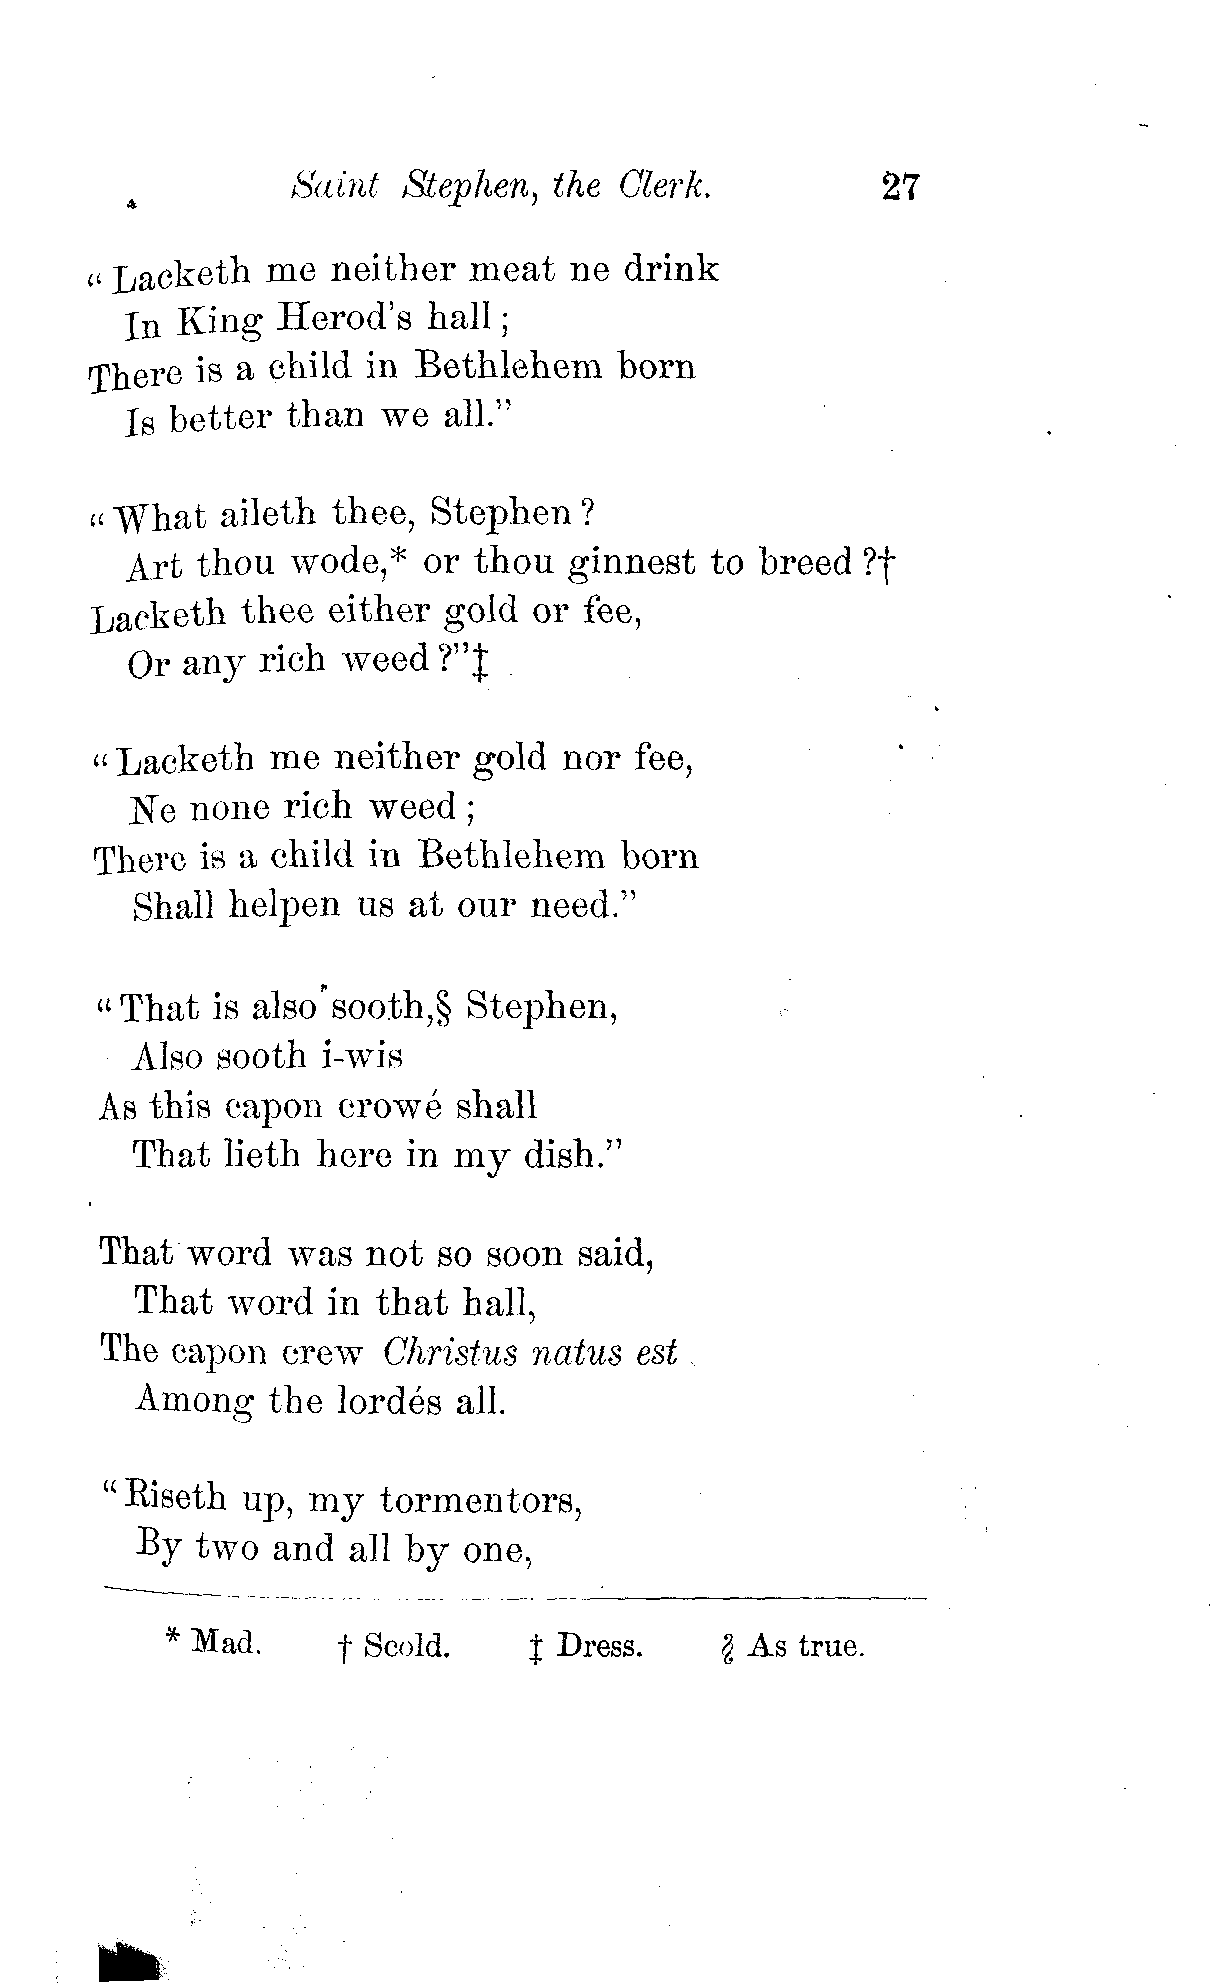 Saint Stephen, the Clerk. 27
"Lacketh me neither meat ne drink
In King Herod's hall;
There is a child in Bethlehem born
Is better than we all."
"What aileth thee, Stephen?
Art thou wode,* or thou ginnest to breed?†
Lacketh thee either gold or fee,
Or any rich weed?"‡
"Lacketh me neither gold nor fee,
Ne none rich weed;
There is a child in Bethlehem born
Shall helpen us at our need."
"That is also sooth,§ Stephen,
Also sooth i-wis
As this capon crowé shall
That lieth here in my dish."
That word was not so soon said,
That word in that hall,
The capon crew Christus natus est
Among the lordés all.
"Riseth up, my tormentors,
By two and all by one,
* Mad. † Scold. ‡ Dress. § As true.